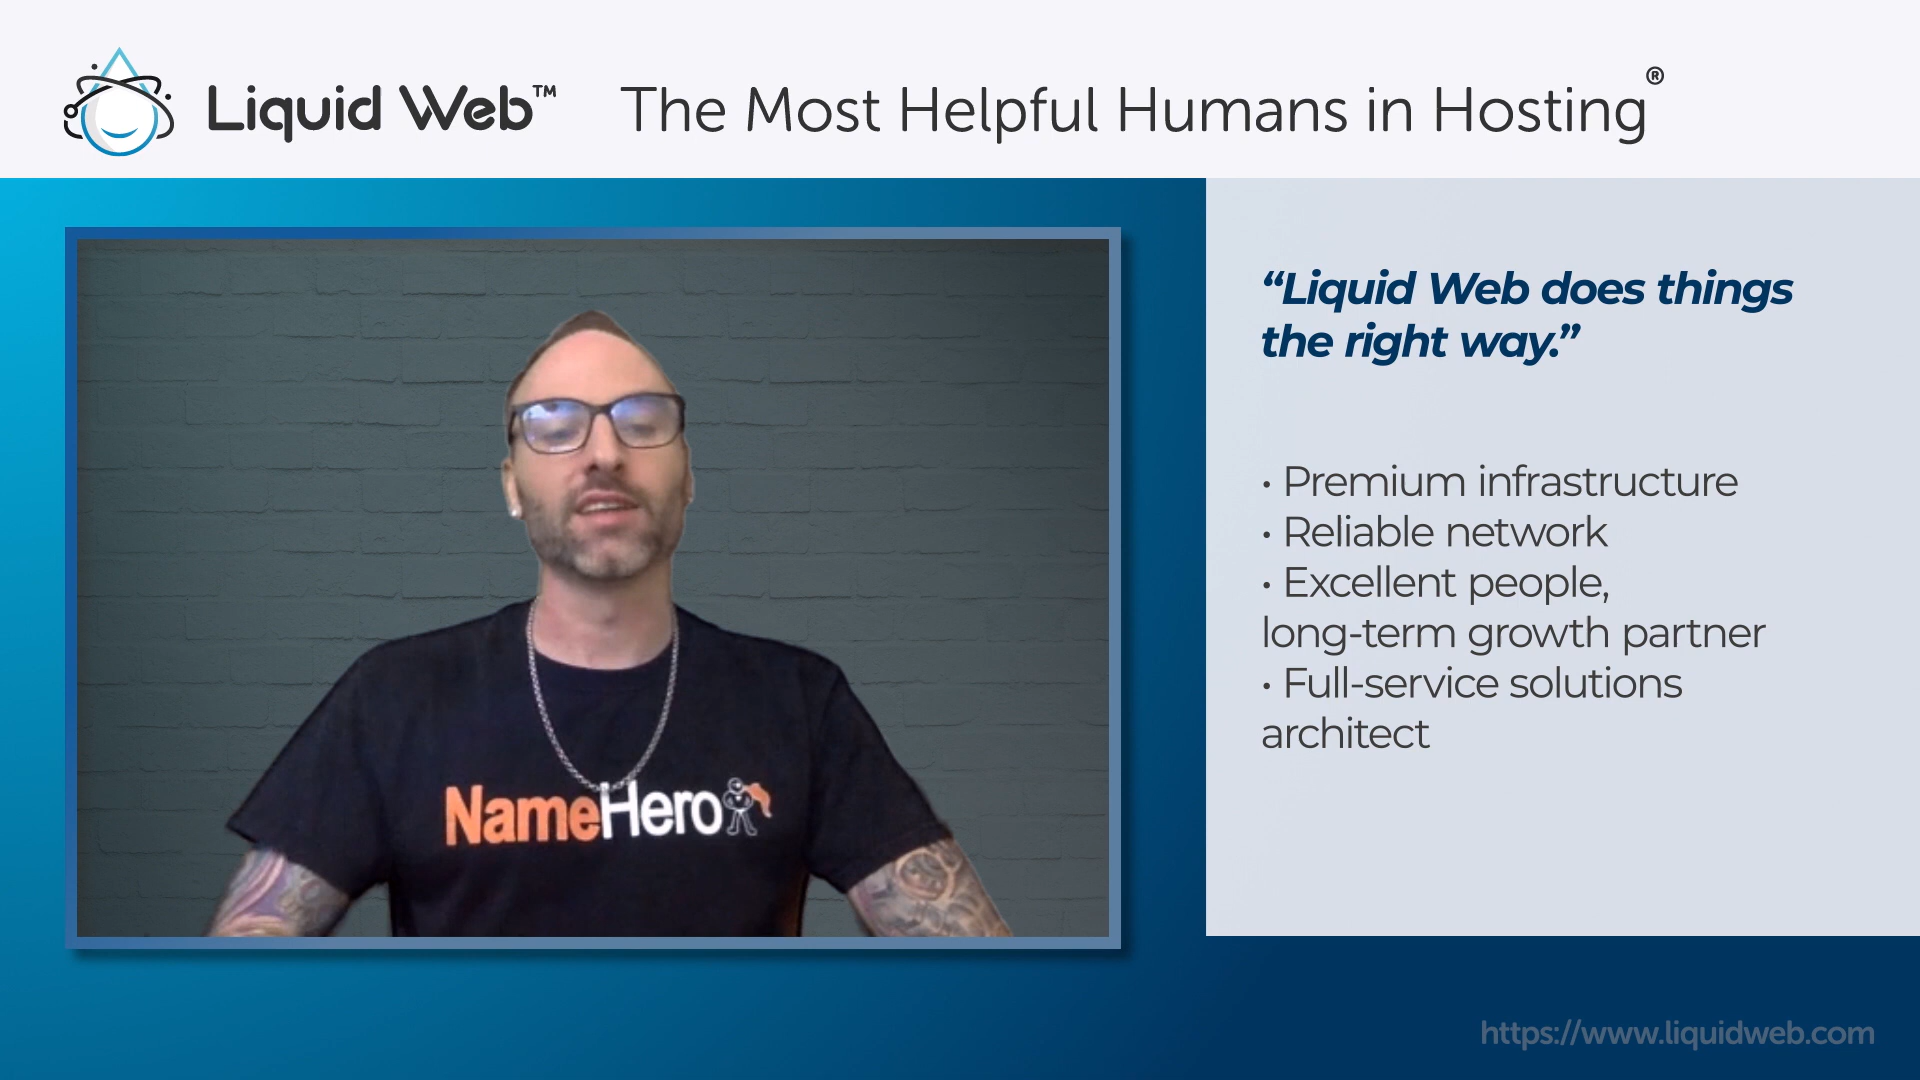 Liquid Web™ The Most Helpful Humans in Hosting®
“Liquid Web does things
the right way.”
• Premium infrastructure
• Reliable network
• Excellent people,
long-term growth partner
• Full-service solutions
architect
NameHero
https://www.liquidweb.com